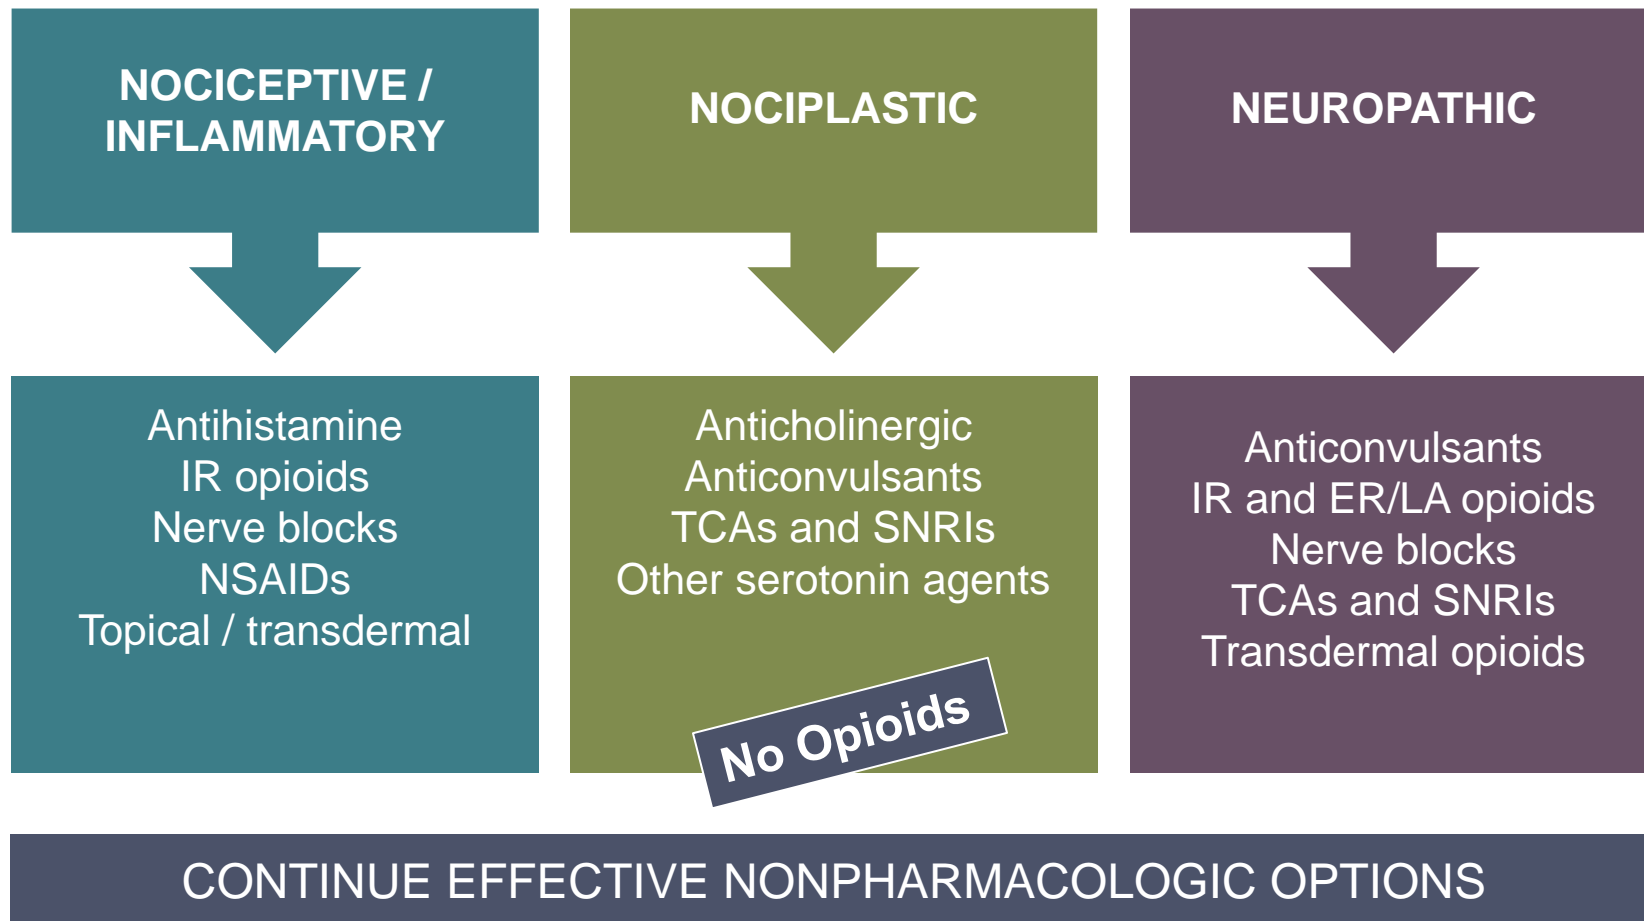 NOCICEPTIVE /
INFLAMMATORY
NOCIPLASTIC
NEUROPATHIC
Antihistamine
IR opioids
Nerve blocks
NSAIDs
Topical / transdermal
Anticholinergic
Anticonvulsants
TCAs and SNRIs
Other serotonin agents
No Opioids
Anticonvulsants
IR and ER/LA opioids
Nerve blocks
TCAs and SNRIs
Transdermal opioids
CONTINUE EFFECTIVE NONPHARMACOLOGIC OPTIONS